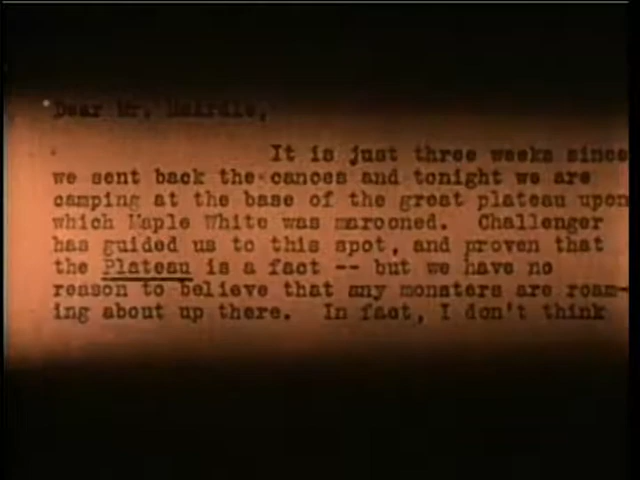 Dear Mr. McArdle,
It is just three weeks since
we sent back the canoes and tonight we are
camping at the base of the great plateau upon
which Maple White was marooned. Challenger
has guided us to this spot, and proven that
the Plateau is a fact -- but we have no
reason to believe that any monsters are roam-
ing about up there. In fact, I don't think